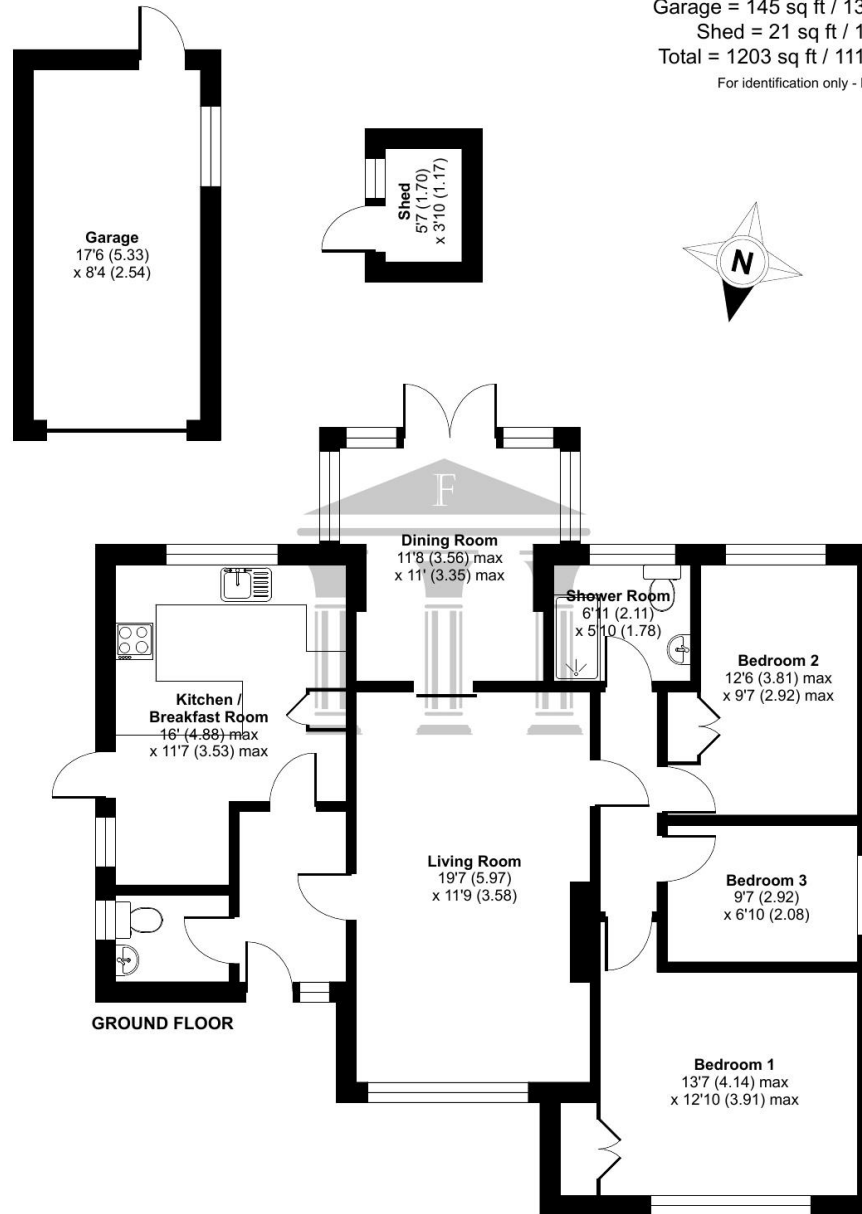 Garage = 145 sq ft / 13
Shed = 21 sq ft / 1
Total = 1203 sq ft / 111
For identification only -
Garage
17'6 (5.33)
x 8'4 (2.54)
Shed
5'7 (1.70)
x 3'10 (1.17)
N
F
Dining Room
11'8 (3.56) max
x 11' (3.35) max
Shower Room
6'11 (2.11)
x 5'10 (1.78)
Bedroom 2
12'6 (3.81) max
x 9'7 (2.92) max
Kitchen /
Breakfast Room
16' (4.88) max
x 11'7 (3.53) max
Living Room
19'7 (5.97)
x 11'9 (3.58)
Bedroom 3
9'7 (2.92)
x 6'10 (2.08)
GROUND FLOOR
Bedroom 1
13'7 (4.14) max
x 12'10 (3.91) max